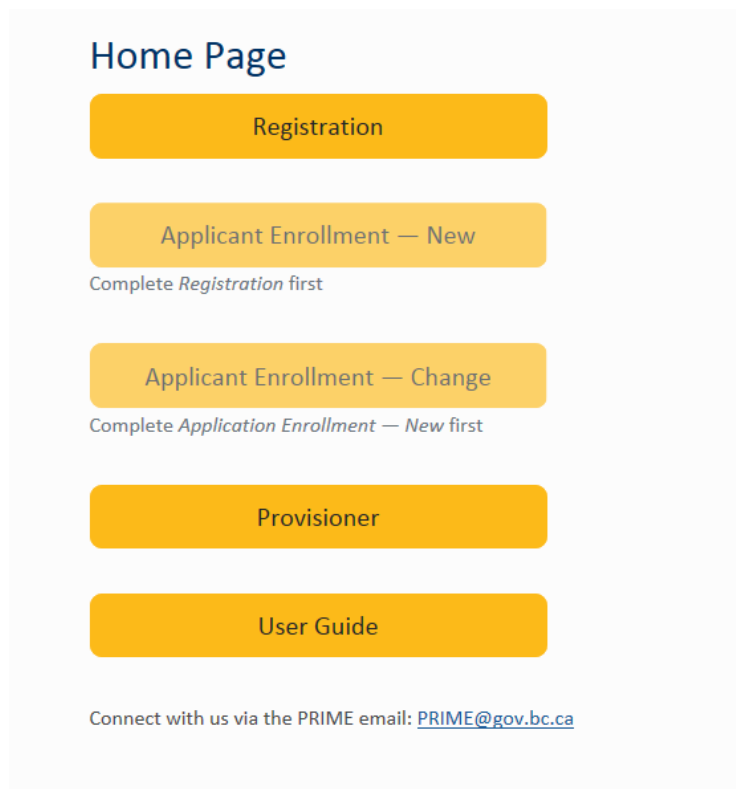 Home Page
Registration
Applicant Enrollment — New
Complete Registration first
Applicant Enrollment — Change
Complete Application Enrollment — New first
Provisioner
User Guide
Connect with us via the PRIME email: PRIME@gov.bc.ca